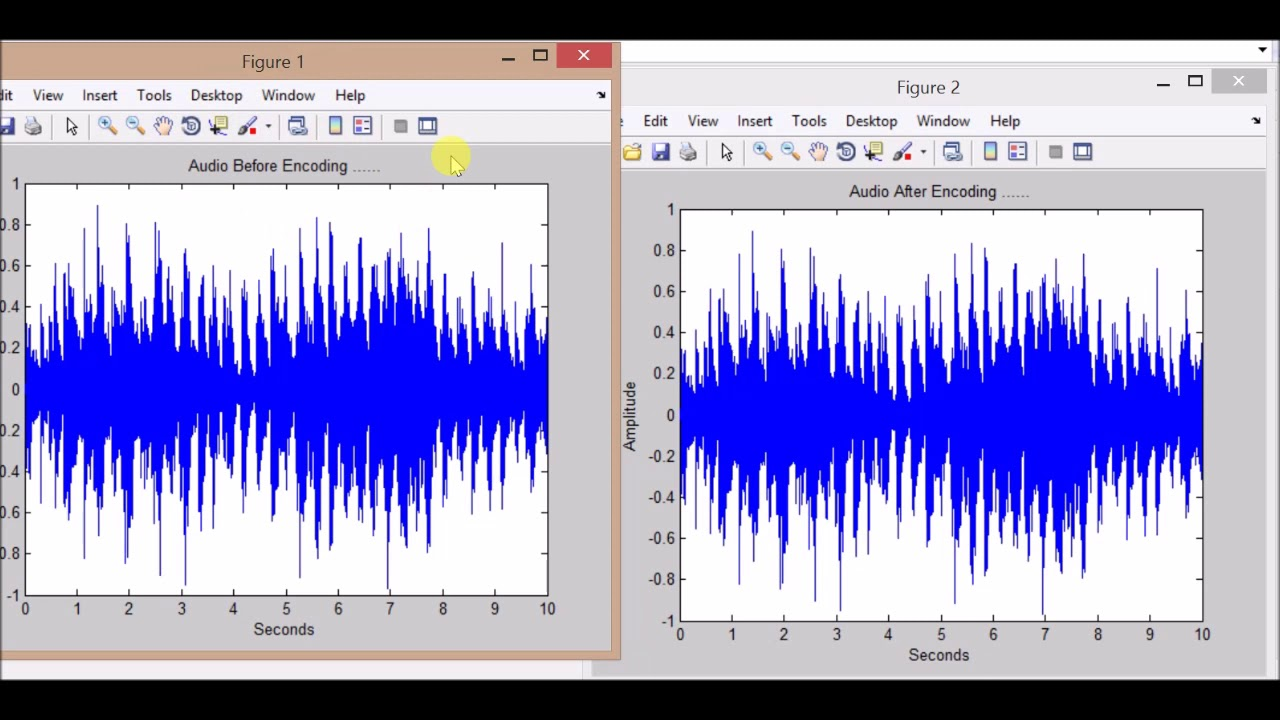 Figure 1
dit View Insert Tools Desktop Window Help
Audio Before Encoding ......
1
0.8
0.6
0.4
0.2
0
0.2
0.4
0.6
0.8
-1
0 1 2 3 4 5 6 7 8 9 10
Seconds
Figure 2
Edit View Insert Tools Desktop Window Help
Audio After Encoding ......
Amplitude
1
0.8
0.6
0.4
0.2
0
-0.2
-0.4
-0.6
-0.8
-1
0 1 2 3 4 5 6 7 8 9 10
Seconds